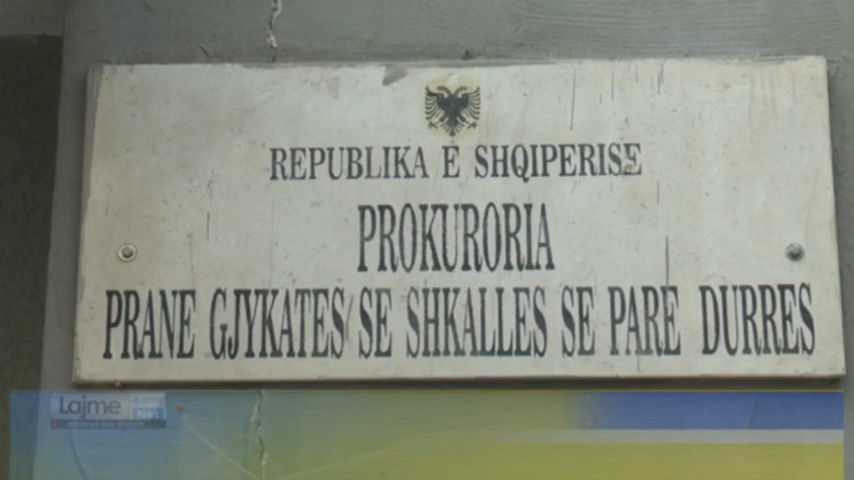 REPUBLIKA E SHQIPERISE
PROKURORIA
PRANE GJYKATES SE SHKALLES SE PARE DURRES
Lajme